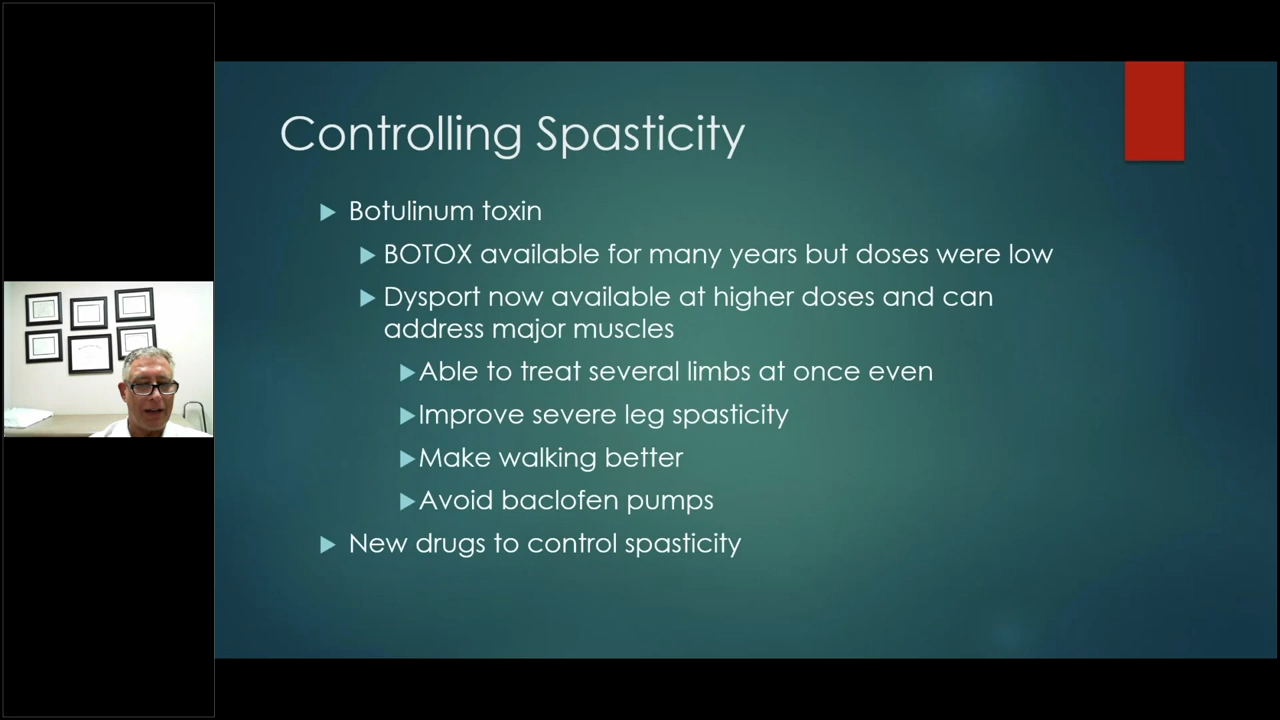 Controlling Spasticity
Botulinum toxin
BOTOX available for many years but doses were low
Dysport now available at higher doses and can
address major muscles
Able to treat several limbs at once even
Improve severe leg spasticity
Make walking better
Avoid baclofen pumps
New drugs to control spasticity